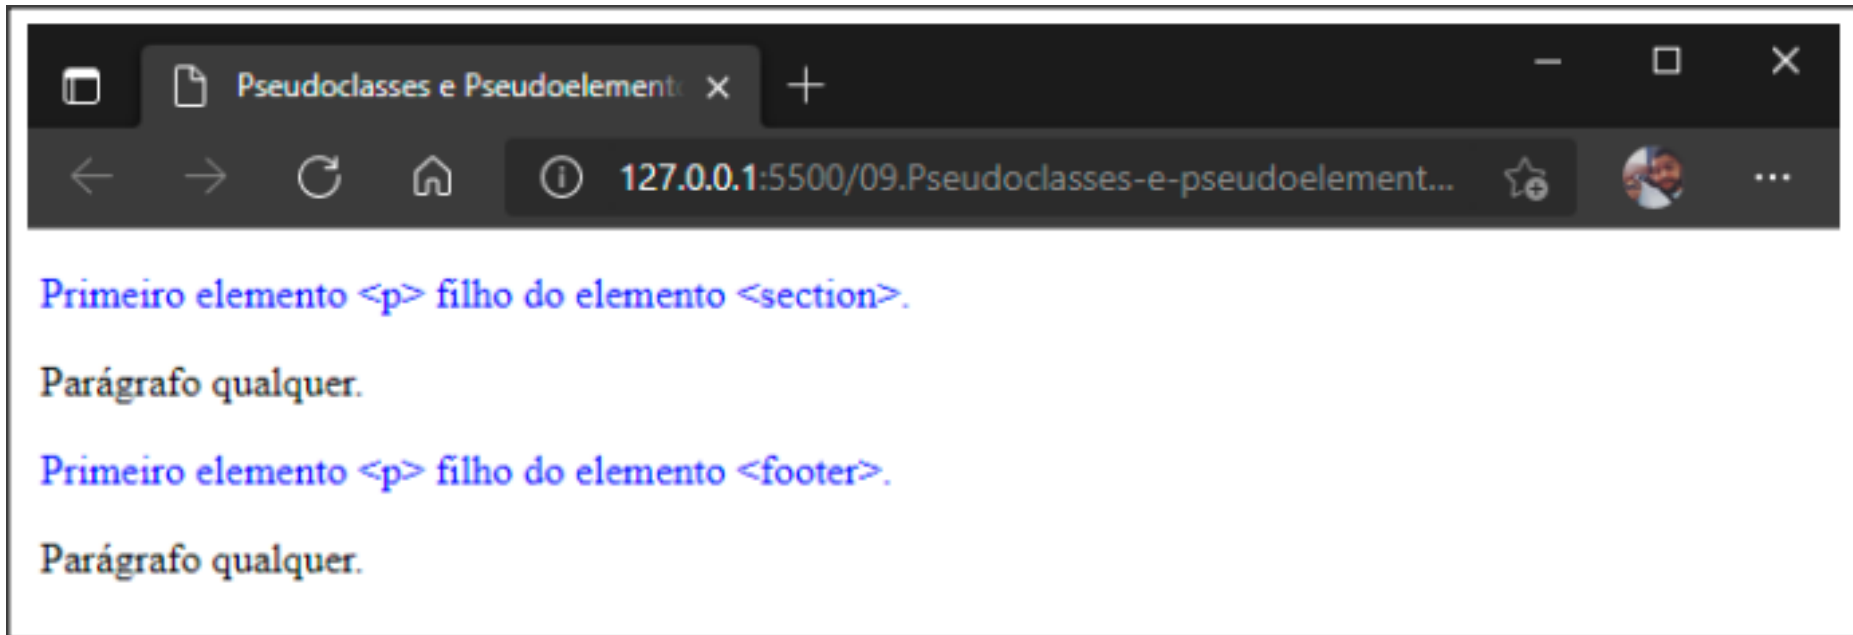 Pseudoclasses e Pseudoelement
127.0.0.1:5500/09.Pseudoclasses-e-pseudoelement...
Primeiro elemento <p> filho do elemento <section>.
Parágrafo qualquer.
Primeiro elemento <p> filho do elemento <footer>.
Parágrafo qualquer.